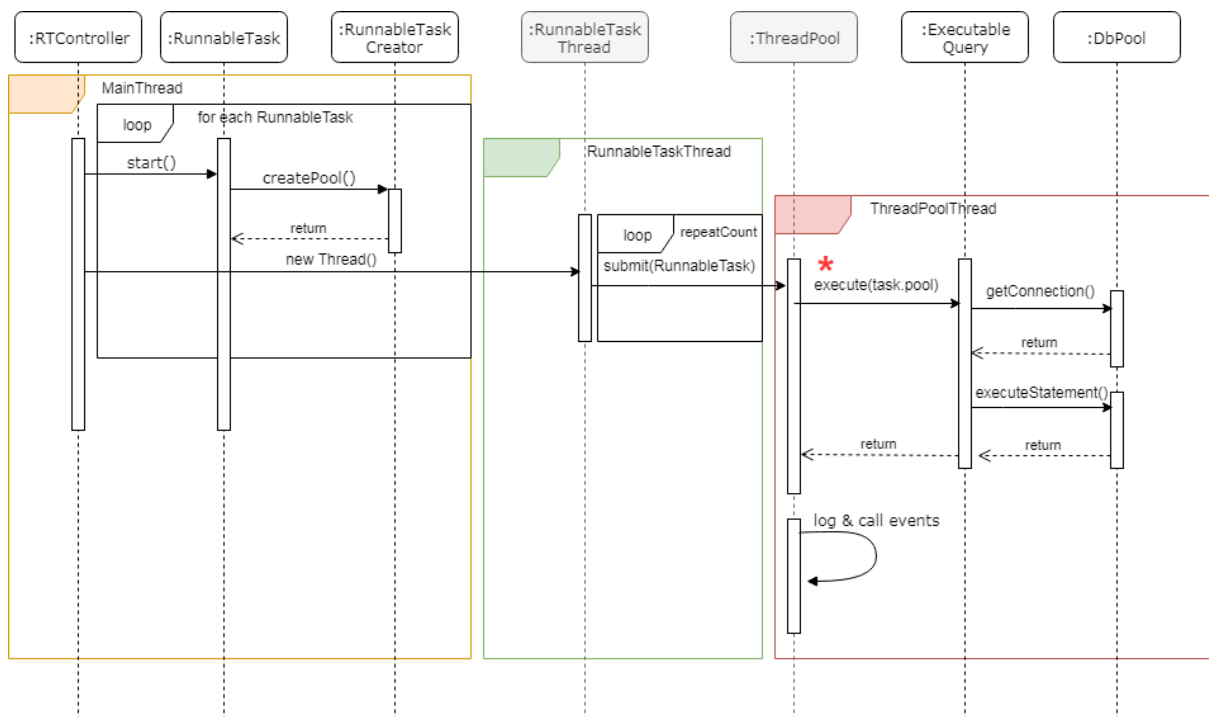 :RTController
:RunnableTask
:RunnableTask
Creator
:RunnableTask
Thread
:ThreadPool
:Executable
Query
:DbPool
MainThread
loop
for each RunnableTask
start()
createPool()
return
new Thread()
RunnableTaskThread
loop
repeatCount
submit(RunnableTask)
ThreadPoolThread
*
execute(task.pool)
getConnection()
return
executeStatement()
return
return
log & call events